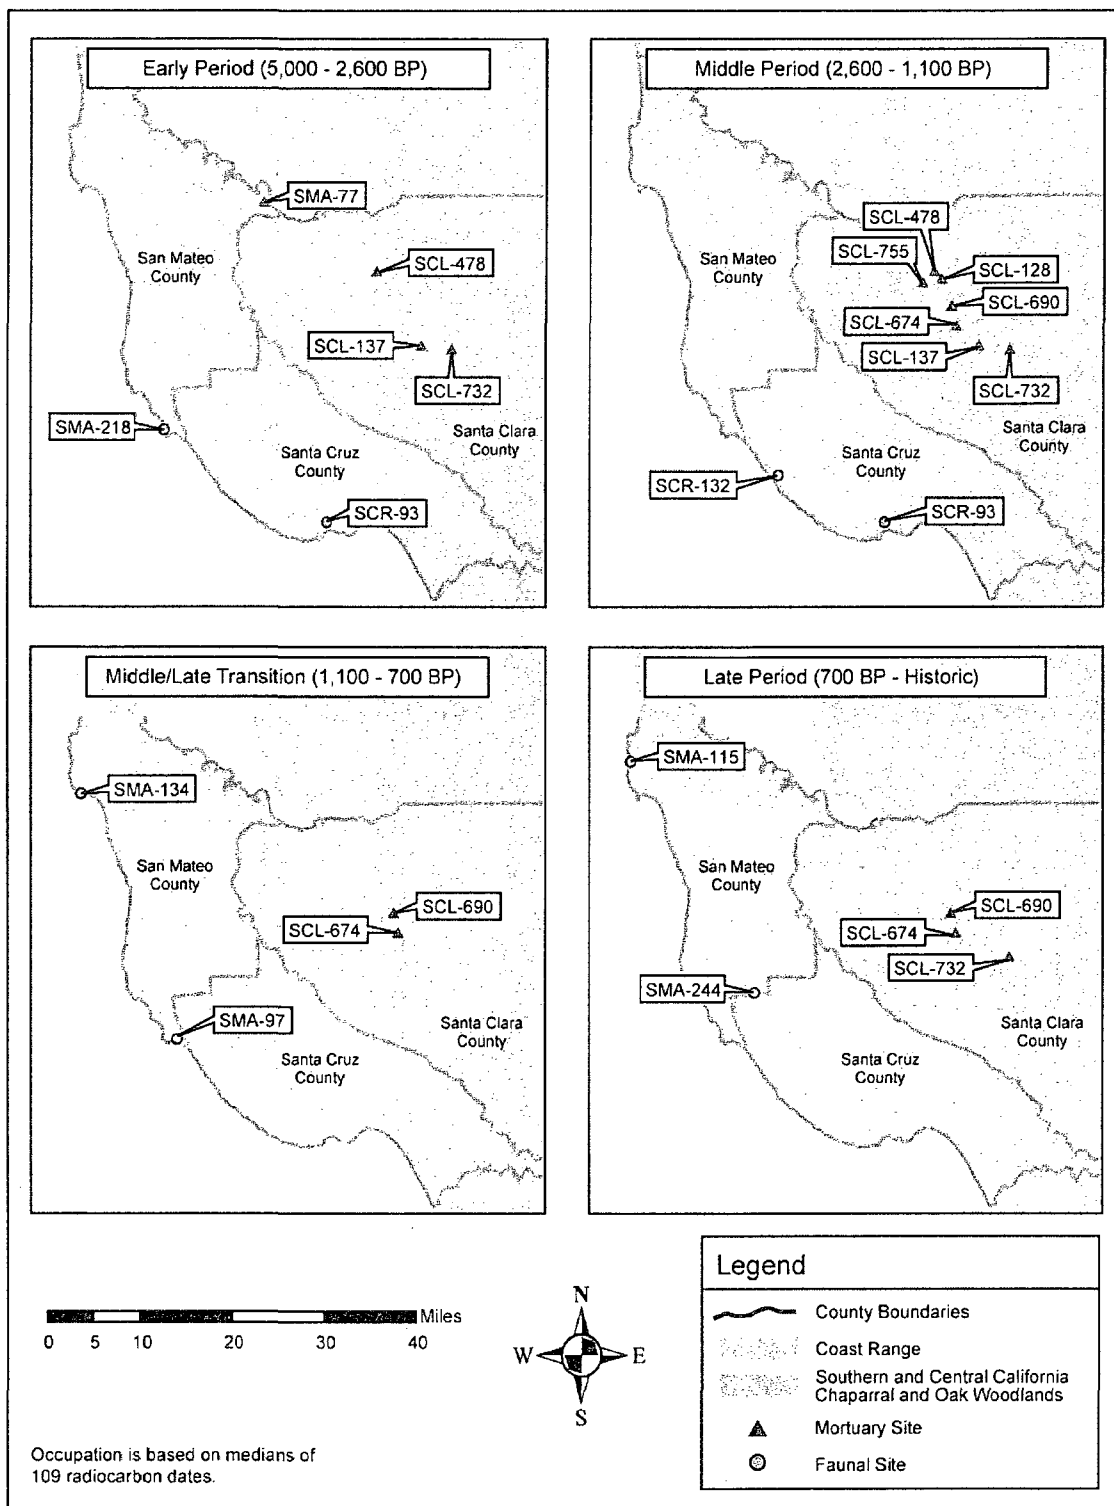 Early Period (5,000 - 2,600 BP)
SMA-77
San Mateo
County
SCL-478
SCL-137
SCL-732
SMA-218
Santa Clara
County
Santa Cruz
County
SCR-93
Middle Period (2,600 - 1,100 BP)
SCL-478
SCL-755
San Mateo
County
SCL-128
SCL-690
SCL-674
SCL-137
SCL-732
Santa Clara
County
Santa Cruz
County
SCR-132
SCR-93
Middle/Late Transition (1,100 - 700 BP)
SMA-134
San Mateo
County
SCL-690
SCL-674
SMA-97
Santa Clara
County
Santa Cruz
County
Late Period (700 BP - Historic)
SMA-115
San Mateo
County
SCL-690
SCL-674
SCL-732
SMA-244
Santa Clara
County
Santa Cruz
County
Miles
0 5 10 20 30 40
N
W E
S
Occupation is based on medians of
109 radiocarbon dates.
Legend
County Boundaries
Coast Range
Southern and Central California
Chaparral and Oak Woodlands
Mortuary Site
Faunal Site